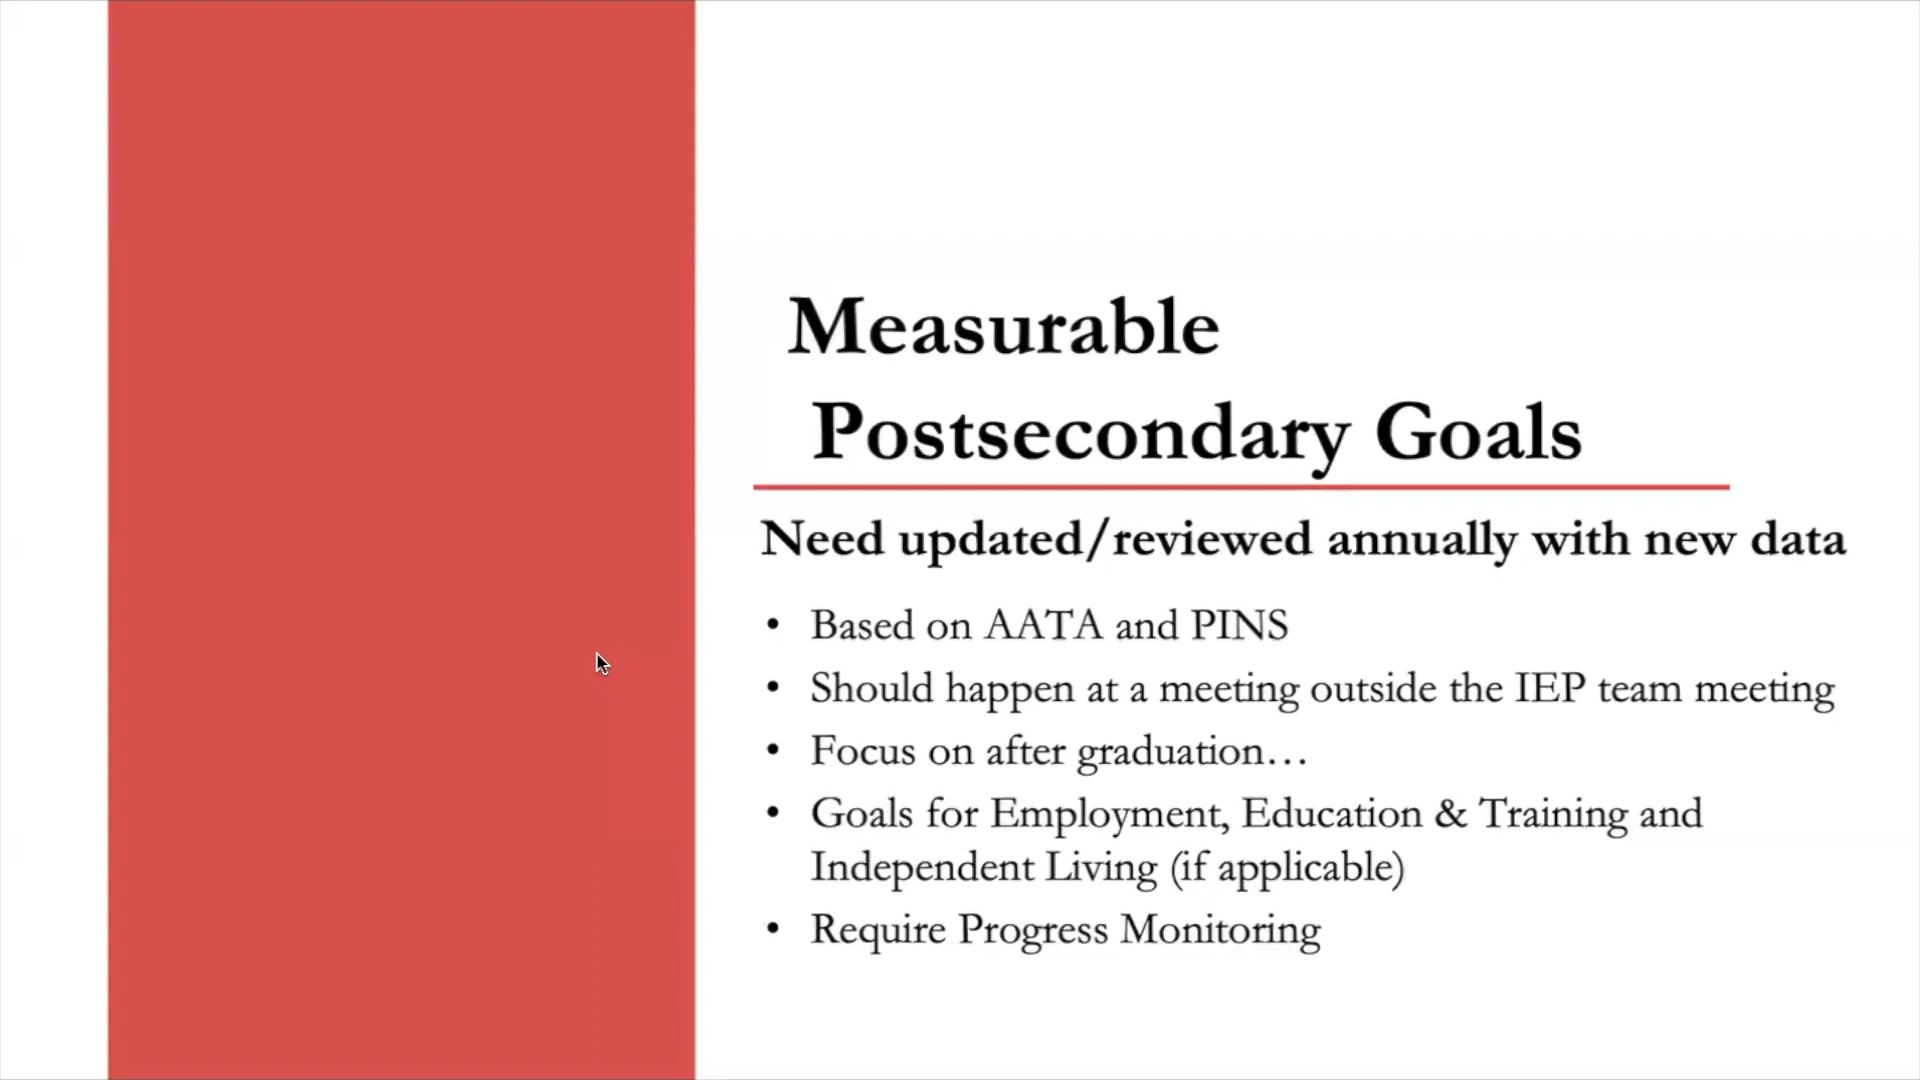 Measurable
Postsecondary Goals
Need updated/reviewed annually with new data
• Based on AATA and PINS
• Should happen at a meeting outside the IEP team meeting
• Focus on after graduation…
• Goals for Employment, Education & Training and
Independent Living (if applicable)
• Require Progress Monitoring